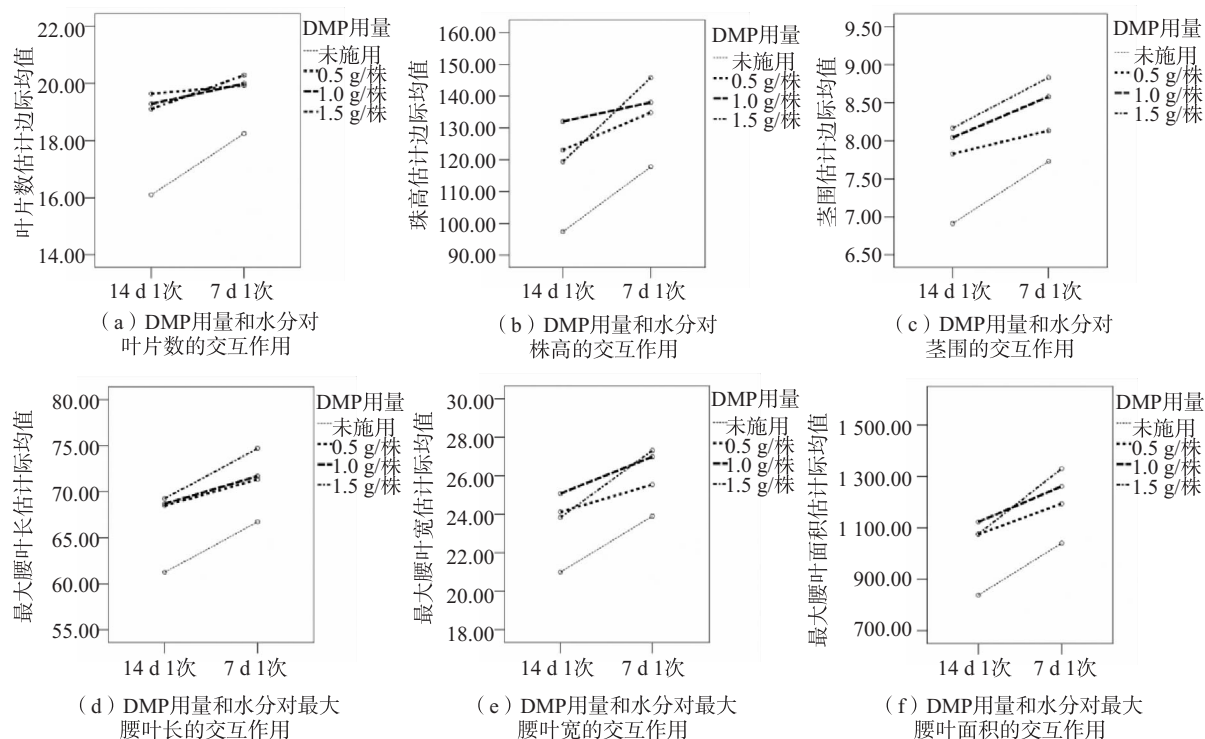 22.00
20.00
18.00
16.00
14.00
叶片数估计边际均值
14 d 1次
7 d 1次
DMP用量
未施用
0.5 g/株
1.0 g/株
1.5 g/株
（a）DMP用量和水分对
叶片数的交互作用
160.00
150.00
140.00
130.00
120.00
110.00
100.00
90.00
珠高估计边际均值
14 d 1次
7 d 1次
DMP用量
未施用
0.5 g/株
1.0 g/株
1.5 g/株
（b）DMP用量和水分对
株高的交互作用
9.50
9.00
8.50
8.00
7.50
7.00
6.50
茎围估计边际均值
14 d 1次
7 d 1次
DMP用量
未施用
0.5 g/株
1.0 g/株
1.5 g/株
（c）DMP用量和水分对
茎围的交互作用
80.00
75.00
70.00
65.00
60.00
55.00
最大腰叶长估计际均值
14 d 1次
7 d 1次
DMP用量
未施用
0.5 g/株
1.0 g/株
1.5 g/株
（d）DMP用量和水分对最大
腰叶长的交互作用
30.00
28.00
26.00
24.00
22.00
20.00
18.00
最大腰叶宽估计际均值
14 d 1次
7 d 1次
DMP用量
未施用
0.5 g/株
1.0 g/株
1.5 g/株
（e）DMP用量和水分对最大
腰叶宽的交互作用
1 500.00
1300.00
1 100.00
900.00
700.00
最大腰叶面积估计际均值
14 d 1次
7 d 1次
DMP用量
未施用
0.5 g/株
1.0 g/株
1.5 g/株
（f）DMP用量和水分对最大
腰叶面积的交互作用